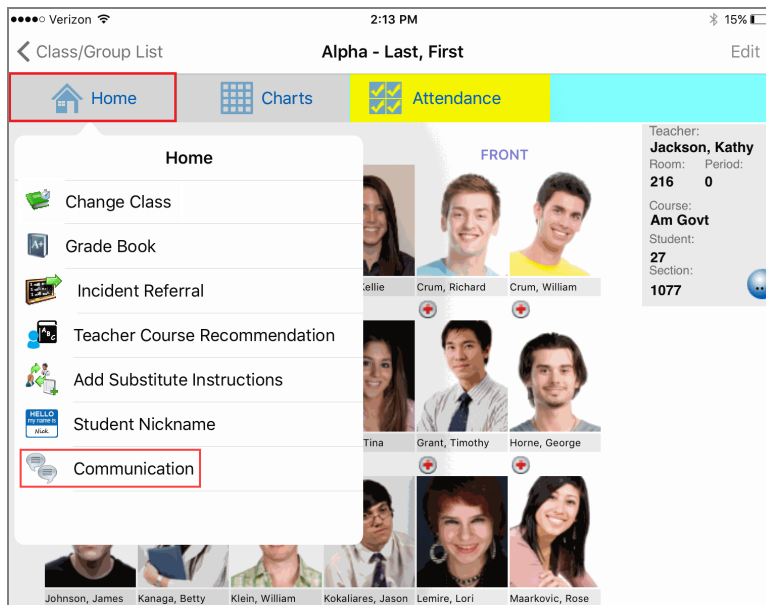 Verizon 2:13 PM 15%
Class/Group List Alpha - Last, First Edit
Home Charts Attendance
Home
Change Class
A+ Grade Book
Incident Referral
ABC Teacher Course Recommendation
Add Substitute Instructions
HELLO
my name is
Nick
Student Nickname
Communication
FRONT
Teacher:
Jackson, Kathy
Room: Period:
216 0
Course:
Am Govt
Student:
27
Section:
1077
Kellie Crum, Richard Crum, William
Tina Grant, Timothy Horne, George
Johnson, James Kanaga, Betty Klein, William Kokaliares, Jason Lemire, Lori Maarkovic, Rose